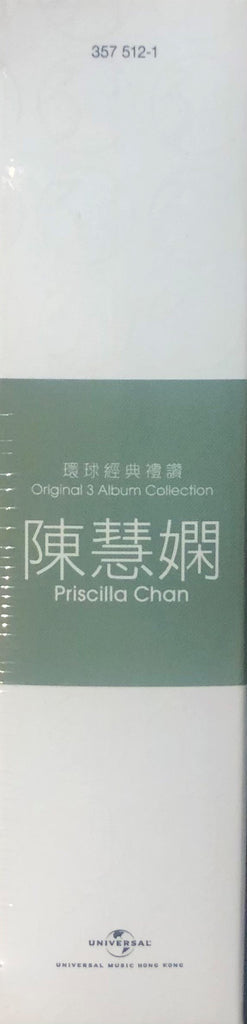 357 512-1
環球經典禮讚
Original 3 Album Collection
陳慧嫻
Priscilla Chan
UNIVERSAL
UNIVERSAL MUSIC HONG KONG